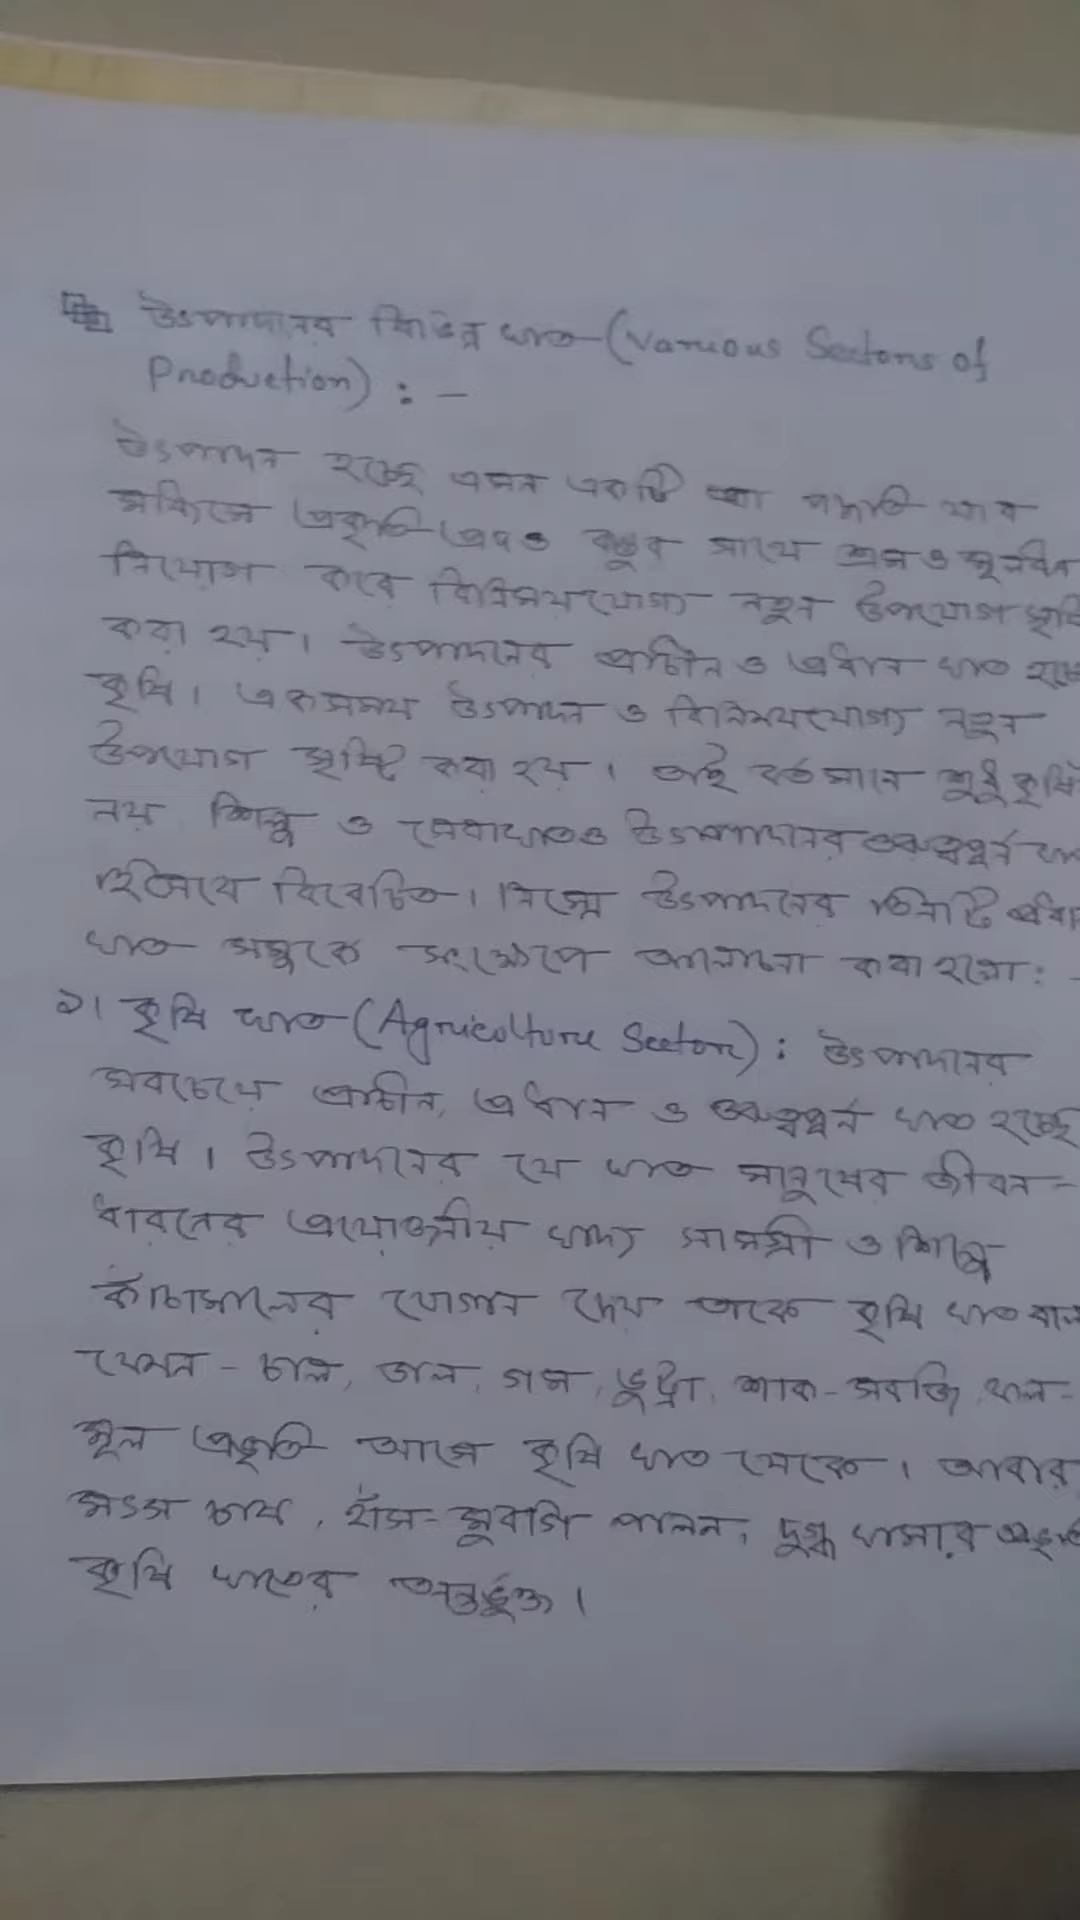 উৎপাদনের বিভিন্ন খাত (Various Sectors of
Production) : -
উৎপাদন হচ্ছে এমন একটি পদ্ধতি যার
প্রকৃতি প্রদত্ত বস্তুর সাথে শ্রম ও মূলধন
নিয়োগ করে বিনিময়যোগ্য নতুন উপযোগ সৃষ্টি
করা হয়। উৎপাদনের প্রাচীন ও প্রধান খাত হচ্ছে
কৃষি। একসময় উৎপাদন ও বিনিময়যোগ্য নতুন
উপযোগ সৃষ্টি করা হয়। তাই বর্তমানে শুধু কৃষি
নয় শিল্প ও সেবাখাতও উৎপাদনের গুরুত্বপূর্ন
হিসেবে বিবেচিত। নিম্নে উৎপাদনের তিনটি
খাত সম্পর্কে সংক্ষেপে আলোচনা করা হলো: -
১। কৃষি খাত (Agriculture Sector) : উৎপাদনের
সবচেয়ে প্রাচীন, প্রধান ও গুরুত্বপূর্ন খাত হচ্ছে
কৃষি। উৎপাদনের যে খাত মানুষের জীবন-
ধারনের প্রয়োজনীয় খাদ্য সামগ্রী ও শিল্পে
কাঁচামালের যোগান দেয় তাকে কৃষি খাত বলে
যেমন - চাল, ডাল, গম, ভুট্টা, শাক-সবজি, ফল-
মূল প্রভৃতি আসে কৃষি খাত থেকে। আবার
মৎস চাষ, হাঁস-মুরগি পালন, দুগ্ধ খামার প্রভৃতি
কৃষি খাতের অন্তর্ভুক্ত।